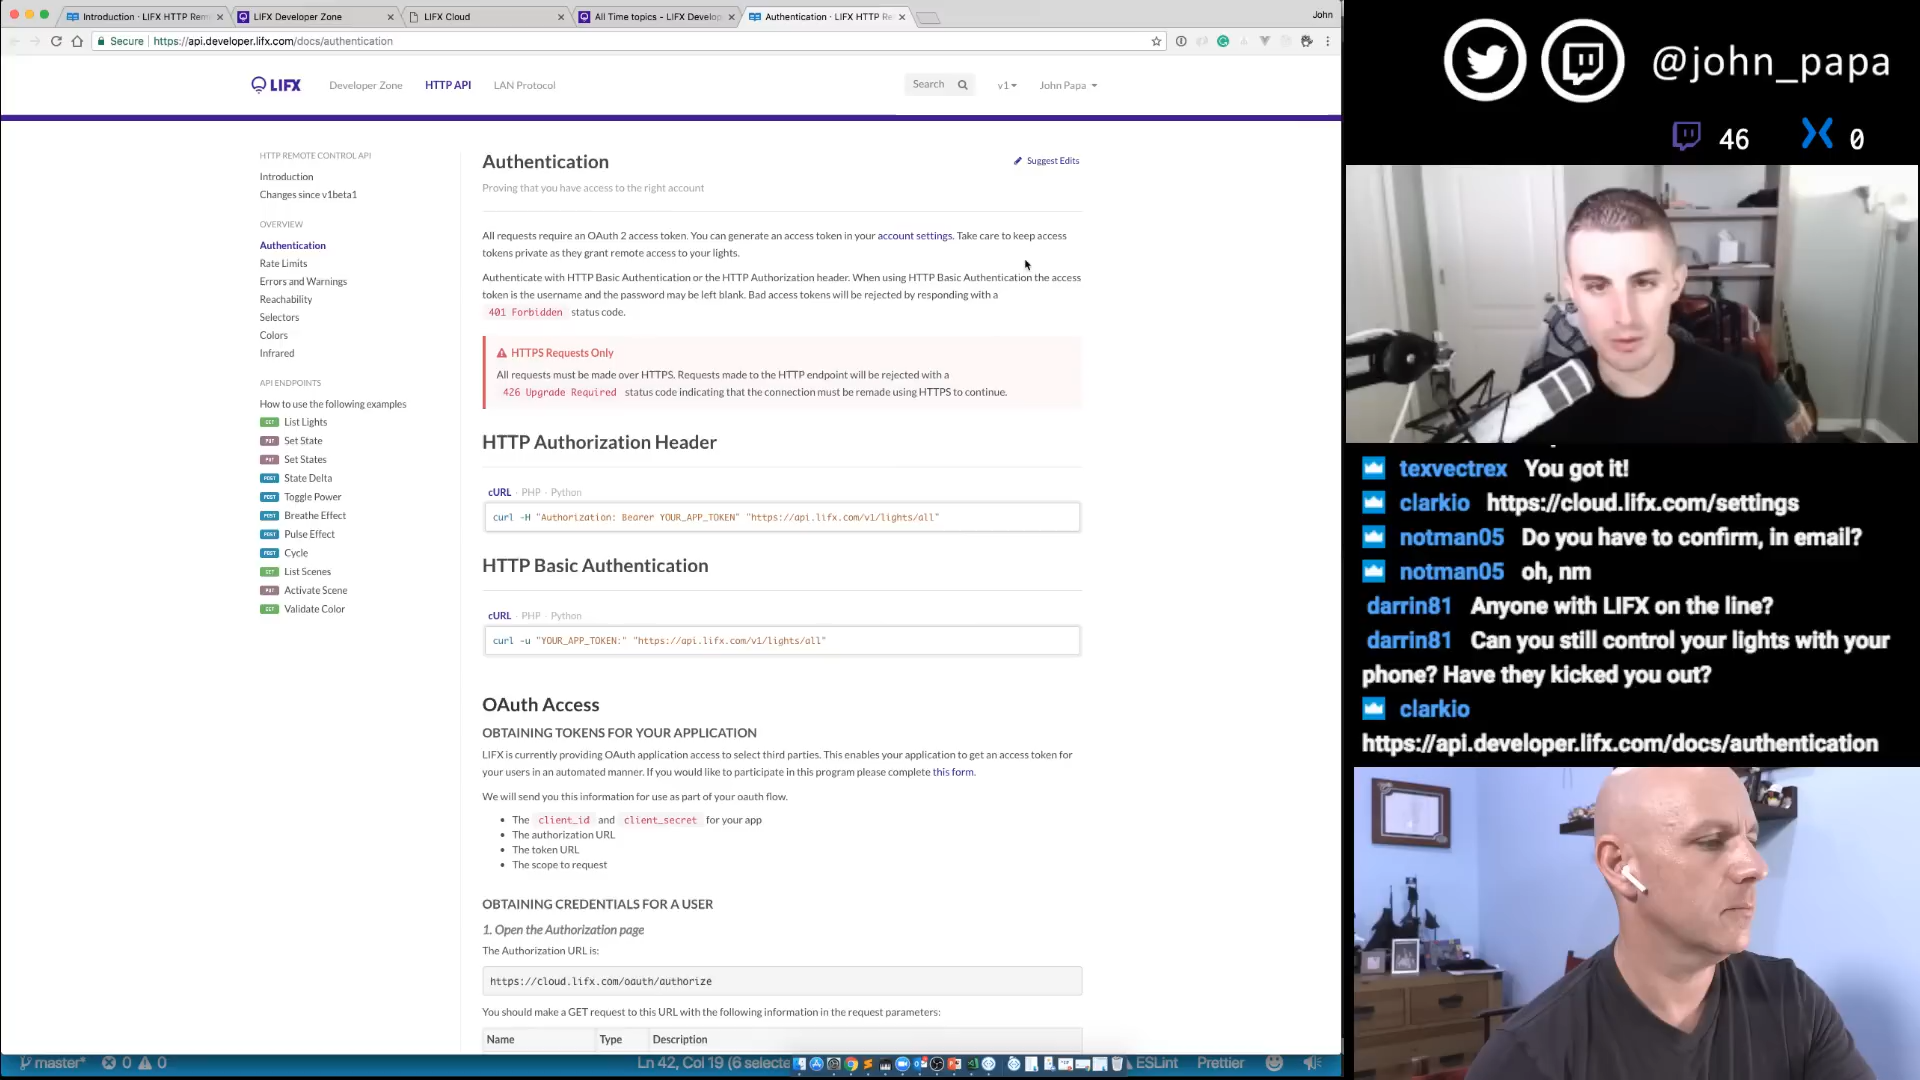 Introduction · LIFX HTTP Rem
LIFX Developer Zone
LIFX Cloud
All Time topics - LIFX Develop
Authentication · LIFX HTTP Re
John
Secure
https://api.developer.lifx.com/docs/authentication
LIFX
Developer Zone
HTTP API
LAN Protocol
Search
v1
John Papa
HTTP REMOTE CONTROL API
Introduction
Changes since v1beta1
OVERVIEW
Authentication
Rate Limits
Errors and Warnings
Reachability
Selectors
Colors
Infrared
API ENDPOINTS
How to use the following examples
GET List Lights
PUT Set State
PUT Set States
POST State Delta
POST Toggle Power
POST Breathe Effect
POST Pulse Effect
POST Cycle
GET List Scenes
PUT Activate Scene
GET Validate Color
Authentication
Suggest Edits
Proving that you have access to the right account
All requests require an OAuth 2 access token. You can generate an access token in your account settings. Take care to keep access
tokens private as they grant remote access to your lights.
Authenticate with HTTP Basic Authentication or the HTTP Authorization header. When using HTTP Basic Authentication the access
token is the username and the password may be left blank. Bad access tokens will be rejected by responding with a
401 Forbidden status code.
HTTPS Requests Only
All requests must be made over HTTPS. Requests made to the HTTP endpoint will be rejected with a
426 Upgrade Required status code indicating that the connection must be remade using HTTPS to continue.
HTTP Authorization Header
cURL · PHP · Python
curl -H "Authorization: Bearer YOUR_APP_TOKEN" "https://api.lifx.com/v1/lights/all"
HTTP Basic Authentication
cURL · PHP · Python
curl -u "YOUR_APP_TOKEN:" "https://api.lifx.com/v1/lights/all"
OAuth Access
OBTAINING TOKENS FOR YOUR APPLICATION
LIFX is currently providing OAuth application access to select third parties. This enables your application to get an access token for
your users in an automated manner. If you would like to participate in this program please complete this form.
We will send you this information for use as part of your oauth flow.
• The client_id and client_secret for your app
• The authorization URL
• The token URL
• The scope to request
OBTAINING CREDENTIALS FOR A USER
1. Open the Authorization page
The Authorization URL is:
https://cloud.lifx.com/oauth/authorize
You should make a GET request to this URL with the following information in the request parameters:
Name Type Description
master* 0 0
Ln 42, Col 19 (6 selecte
ESLint
Prettier
@john_papa
46
0
texvectrex You got it!
clarkio https://cloud.lifx.com/settings
notman05 Do you have to confirm, in email?
notman05 oh, nm
darrin81 Anyone with LIFX on the line?
darrin81 Can you still control your lights with your
phone? Have they kicked you out?
clarkio
https://api.developer.lifx.com/docs/authentication